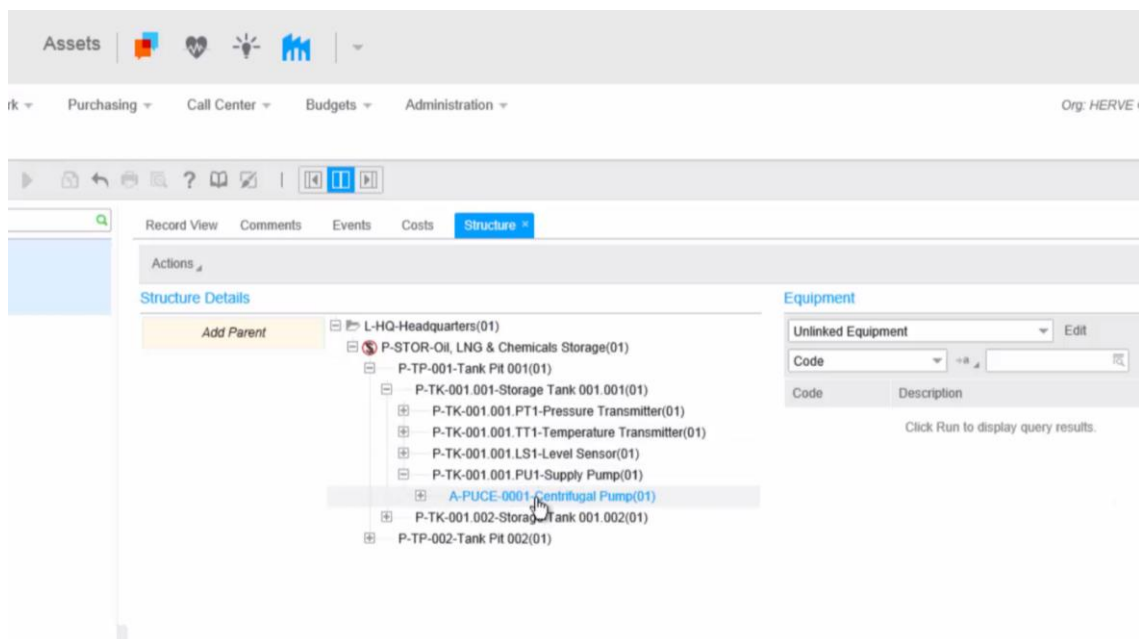 Assets
rk Purchasing Call Center Budgets Administration Org: HERVE
?
Record View Comments Events Costs Structure ×
Actions
Structure Details
Equipment
Add Parent
L-HQ-Headquarters(01)
Unlinked Equipment Edit
P-STOR-Oil, LNG & Chemicals Storage(01)
P-TP-001-Tank Pit 001(01)
Code
P-TK-001.001-Storage Tank 001.001(01)
Code Description
P-TK-001.001.PT1-Pressure Transmitter(01)
P-TK-001.001.TT1-Temperature Transmitter(01)
Click Run to display query results.
P-TK-001.001.LS1-Level Sensor(01)
P-TK-001.001.PU1-Supply Pump(01)
A-PUCE-0001-Centrifugal Pump(01)
P-TK-001.002-Storage Tank 001.002(01)
P-TP-002-Tank Pit 002(01)